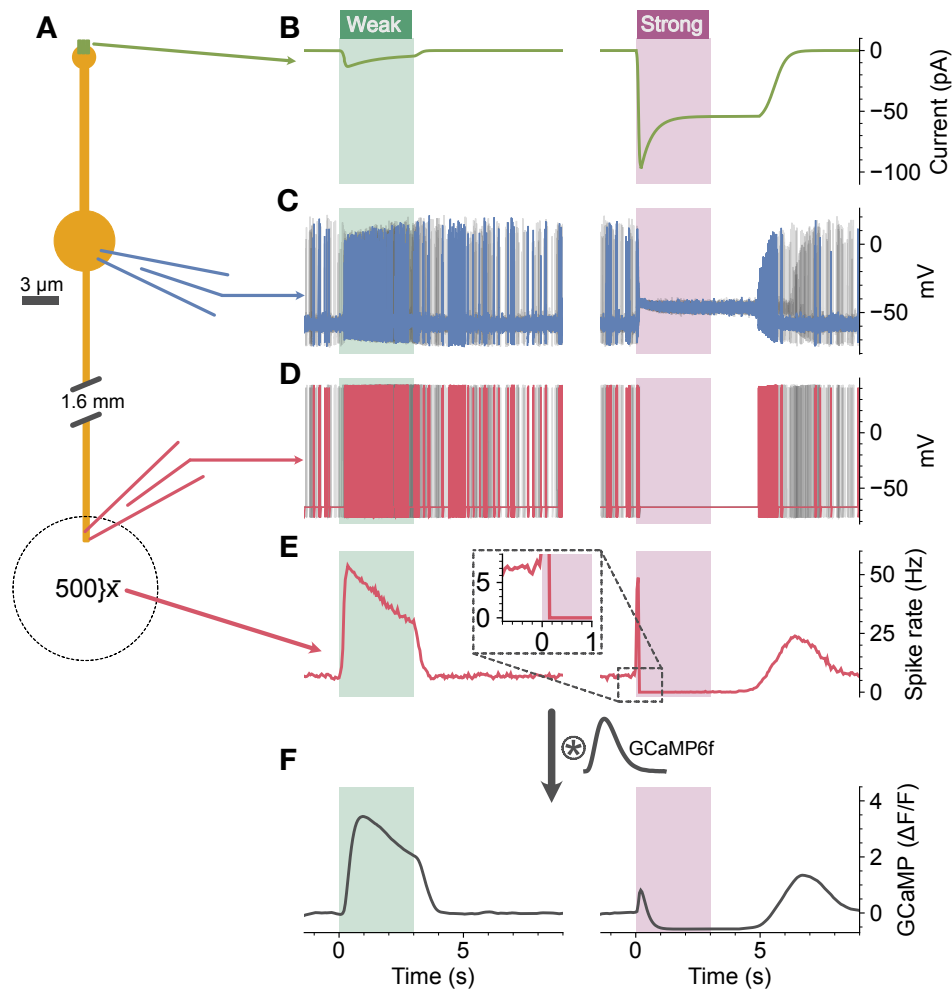 A
3 μm
1.6 mm
500}x̄
B
Weak
Strong
0
−50
−100
Current (pA)
C
0
−50
mV
D
0
−50
mV
E
5
0
0
1
50
25
0
Spike rate (Hz)
GCaMP6f
F
4
2
0
GCaMP (ΔF/F)
0
5
0
5
Time (s)
Time (s)